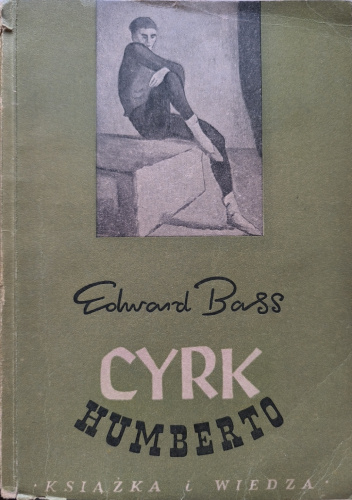 Edward Bass
CYRK
HUMBERTO
· KSIĄŻKA i WIEDZA ·